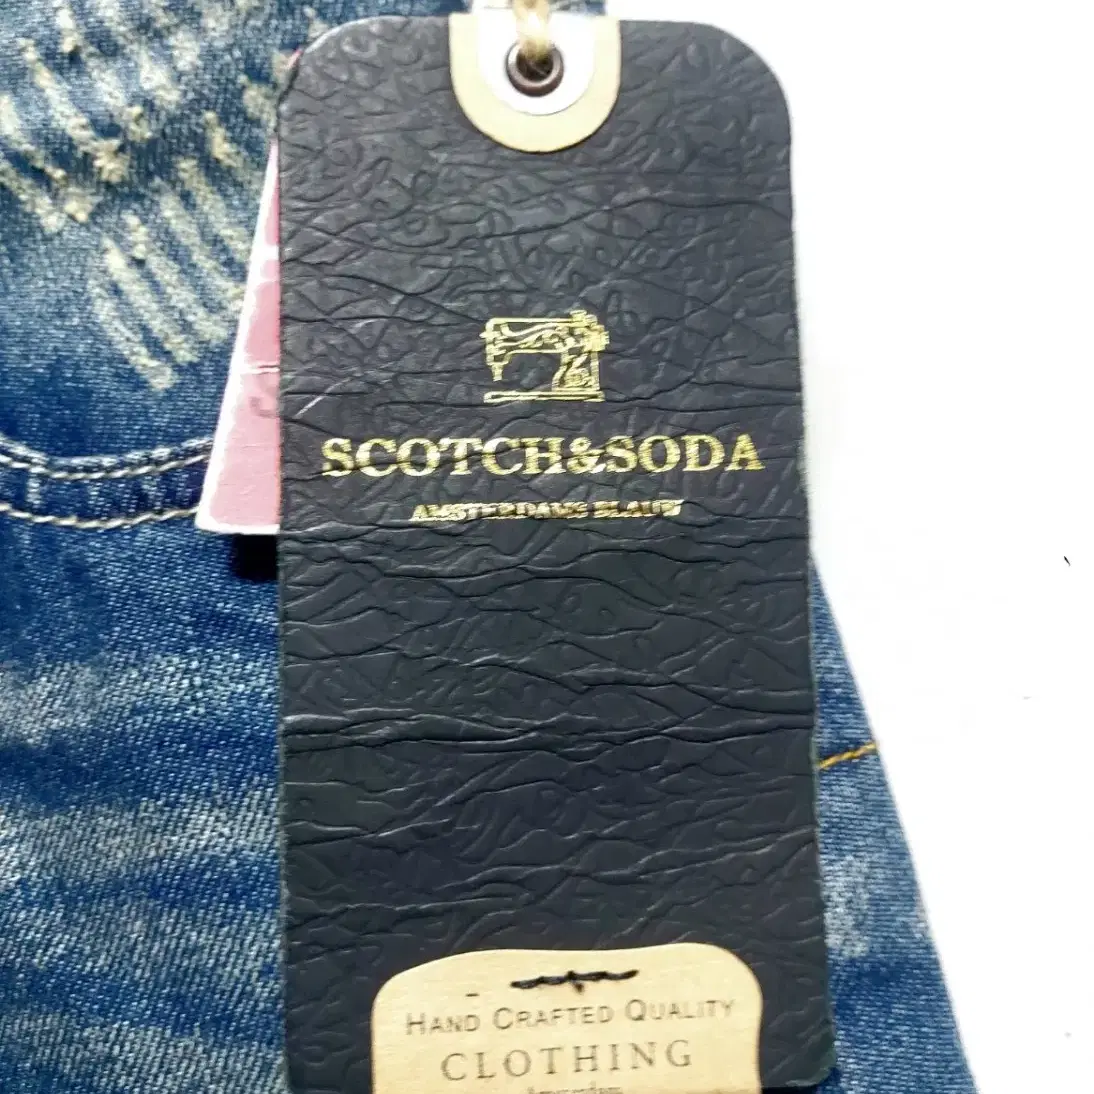 SCOTCH&SODA
AMSTERDAMS BLAUW
HAND CRAFTED QUALITY
CLOTHING